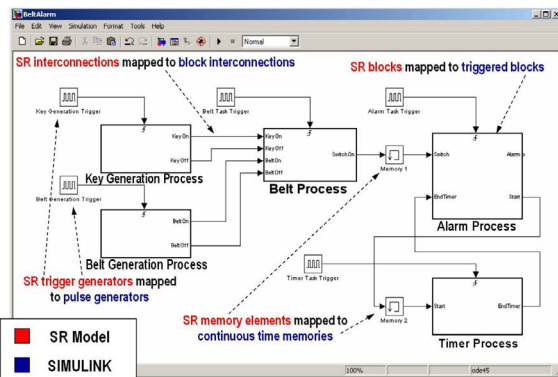 BeltAlarm
File Edit View Simulation Format Tools Help
Normal
SR interconnections mapped to block interconnections
SR blocks mapped to triggered blocks
Key Generation Trigger
Belt Task Trigger
Alarm Task Trigger
Key On
Key Off
Key Generation Process
Key On
Key Off
Belt On
Belt Off
Switch On
Belt Process
Memory 1
Switch
Alarm
EndTimer
Start
Alarm Process
Belt Generation Trigger
Belt On
Belt Off
Belt Generation Process
SR trigger generators mapped
to pulse generators
Timer Task Trigger
SR memory elements mapped to
continuous time memories
Memory 2
Start
EndTimer
Timer Process
SR Model
SIMULINK
100%
ode45